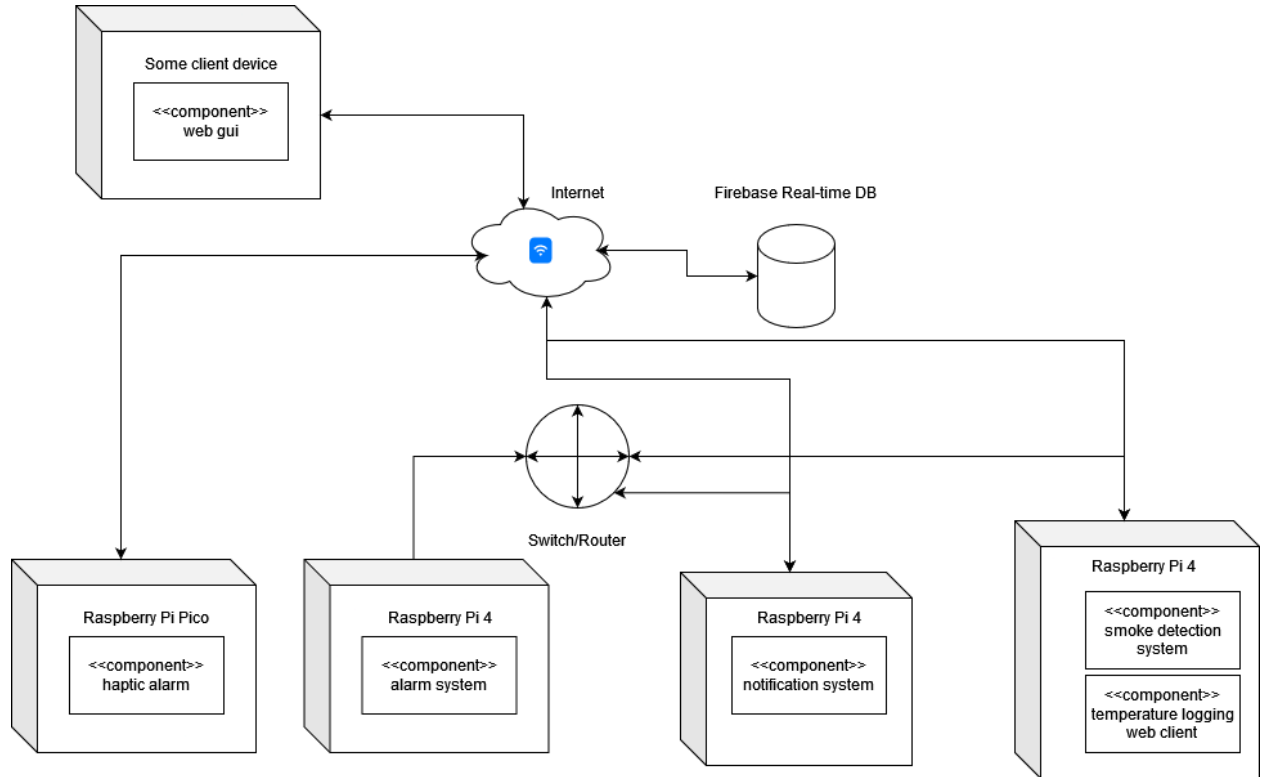 Some client device
<<component>>
web gui
Internet
Firebase Real-time DB
Switch/Router
Raspberry Pi Pico
<<component>>
haptic alarm
Raspberry Pi 4
<<component>>
alarm system
Raspberry Pi 4
<<component>>
notification system
Raspberry Pi 4
<<component>>
smoke detection
system
<<component>>
temperature logging
web client